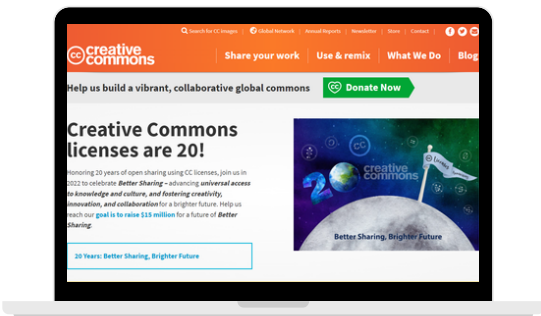 Search for CC Images | Global Network | Annual Reports | Newsletter | Store | Contact
cc creative commons
Share your work | Use & remix | What We Do | Blog
Help us build a vibrant, collaborative global commons
Donate Now
Creative Commons
licenses are 20!
Honoring 20 years of open sharing using CC licenses, join us in
2022 to celebrate Better Sharing – advancing universal access
to knowledge and culture, and fostering creativity,
innovation, and collaboration for a brighter future. Help us
reach our goal is to raise $15 million for a future of Better
Sharing.
20 Years: Better Sharing, Brighter Future
cc
20
creative
commons
Better Sharing, Brighter Future